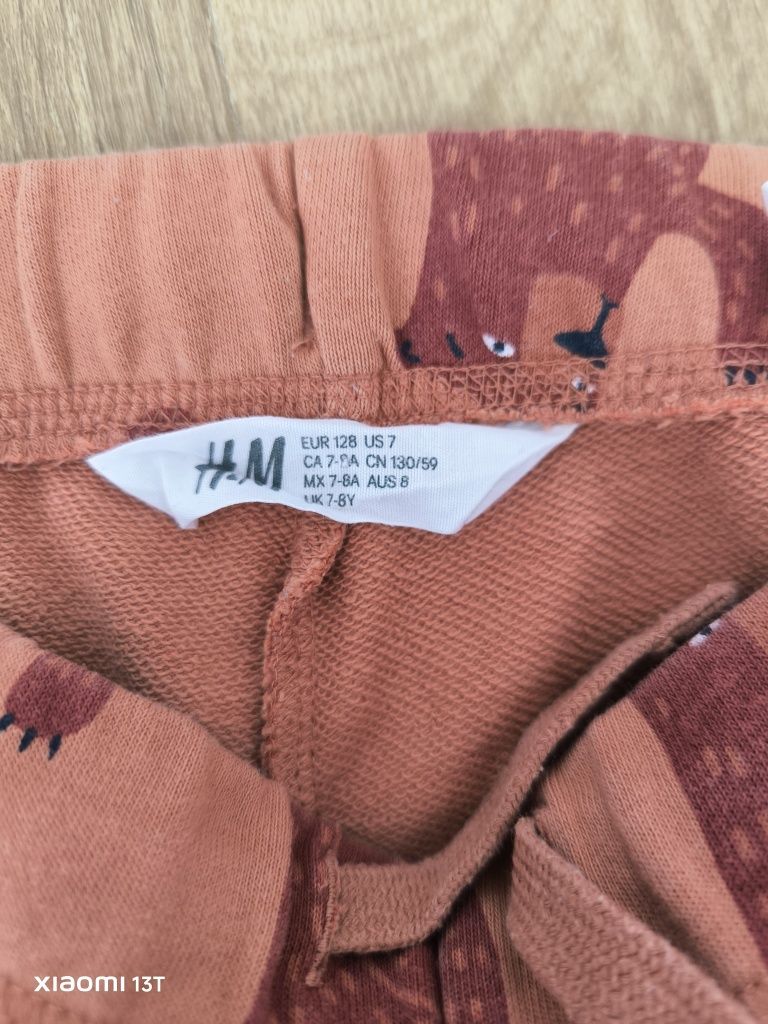 H&M
EUR 128 US 7
CA 7-8A CN 130/59
MX 7-8A AUS 8
UK 7-8Y
XIAOMI 13T